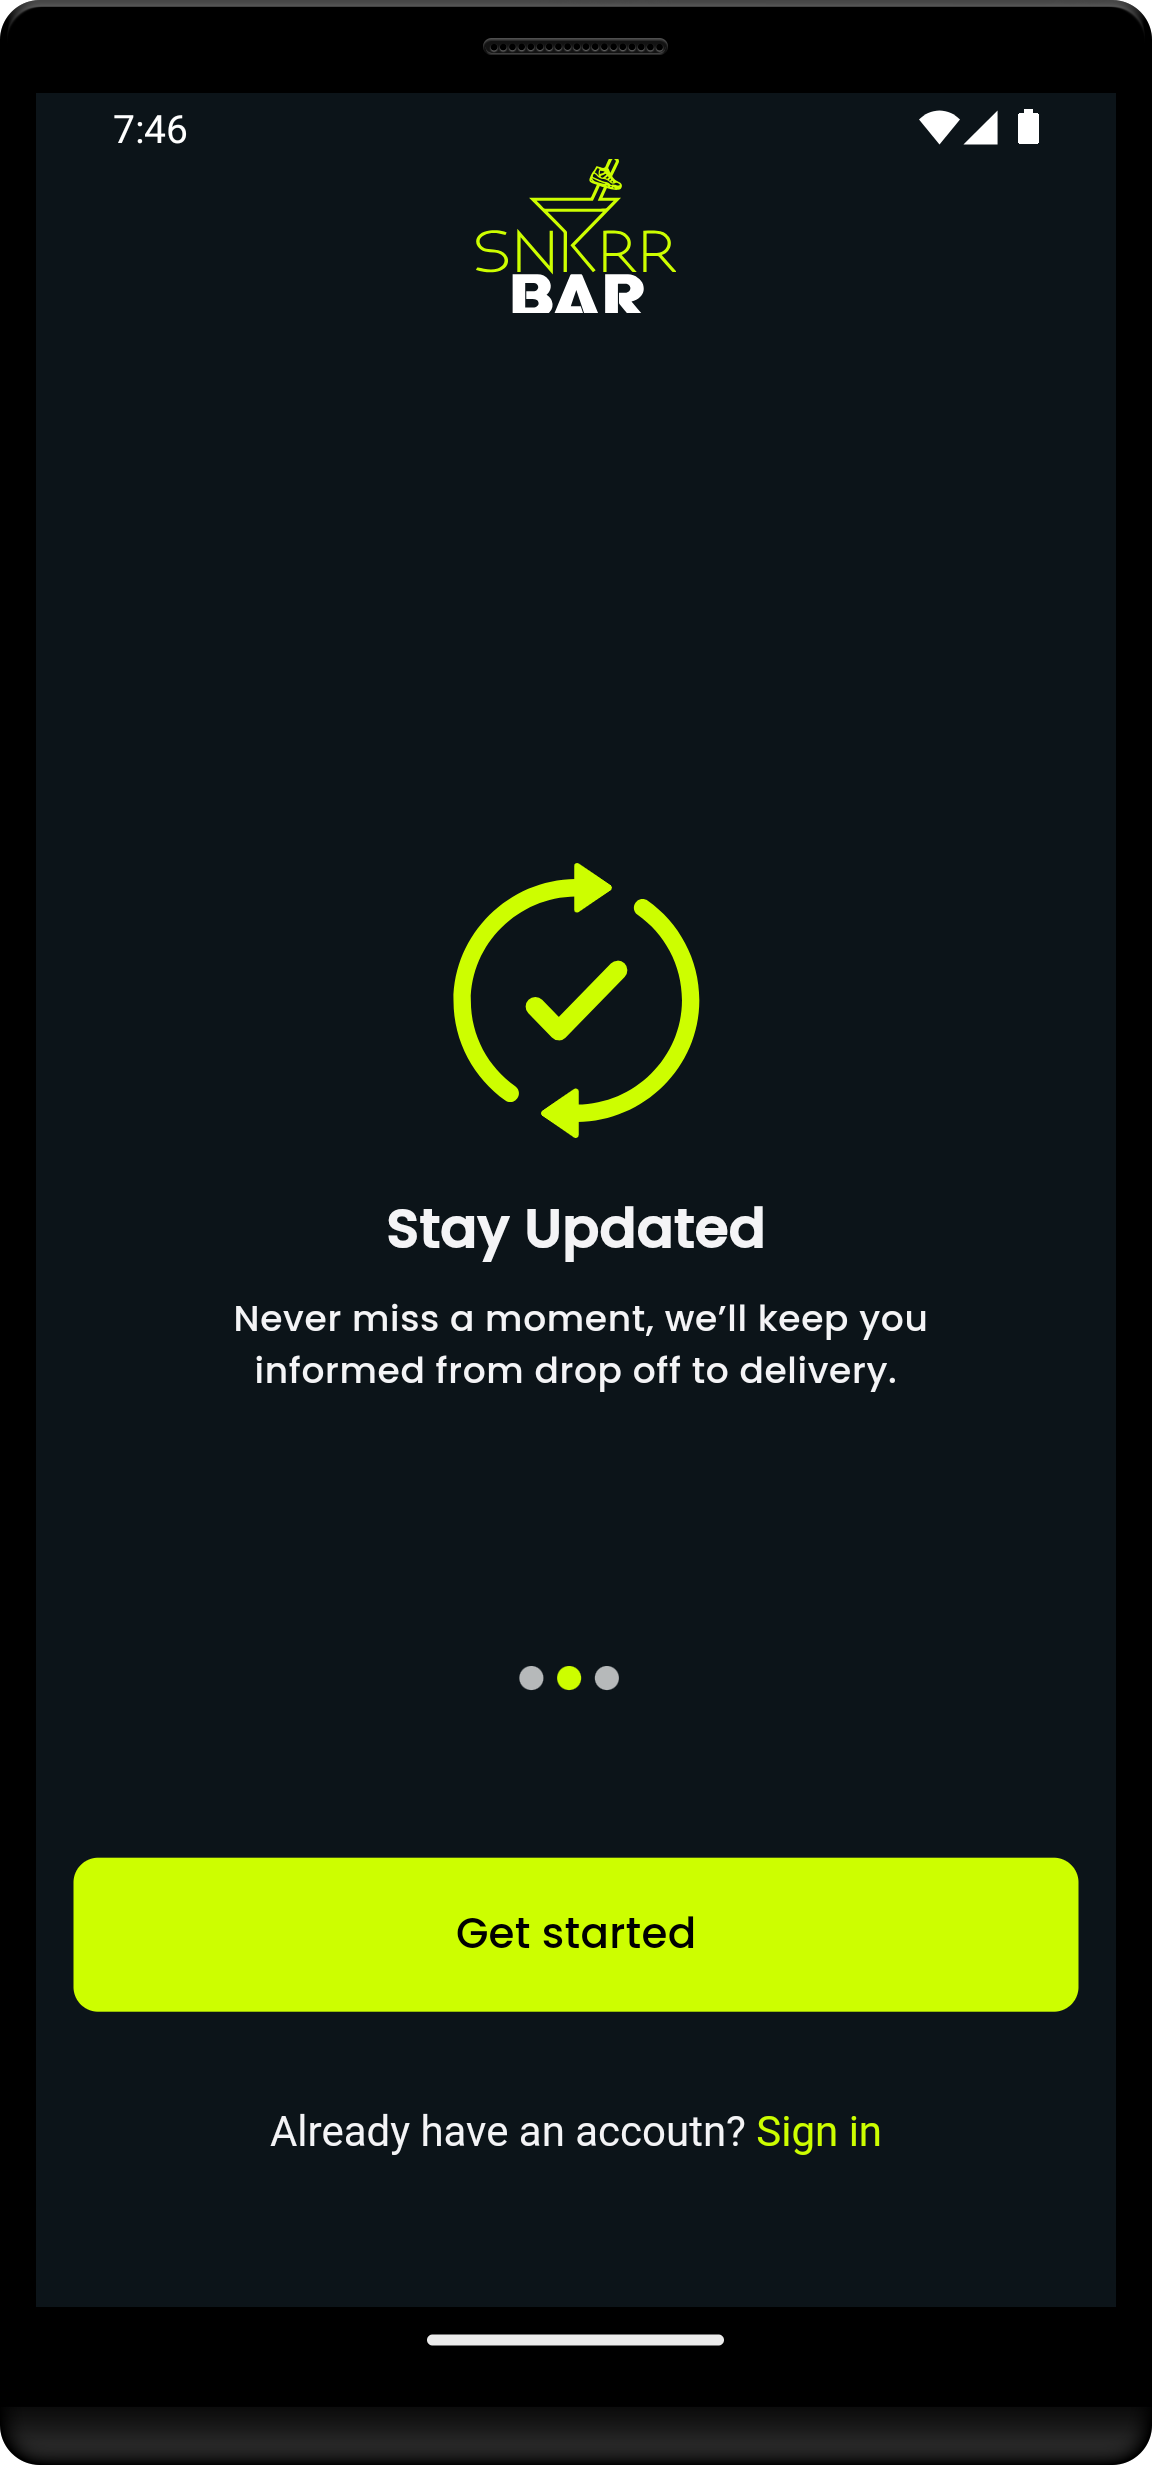 7:46
SNKRR
BAR
Stay Updated
Never miss a moment, we’ll keep you
informed from drop off to delivery.
Get started
Already have an accoutn? Sign in